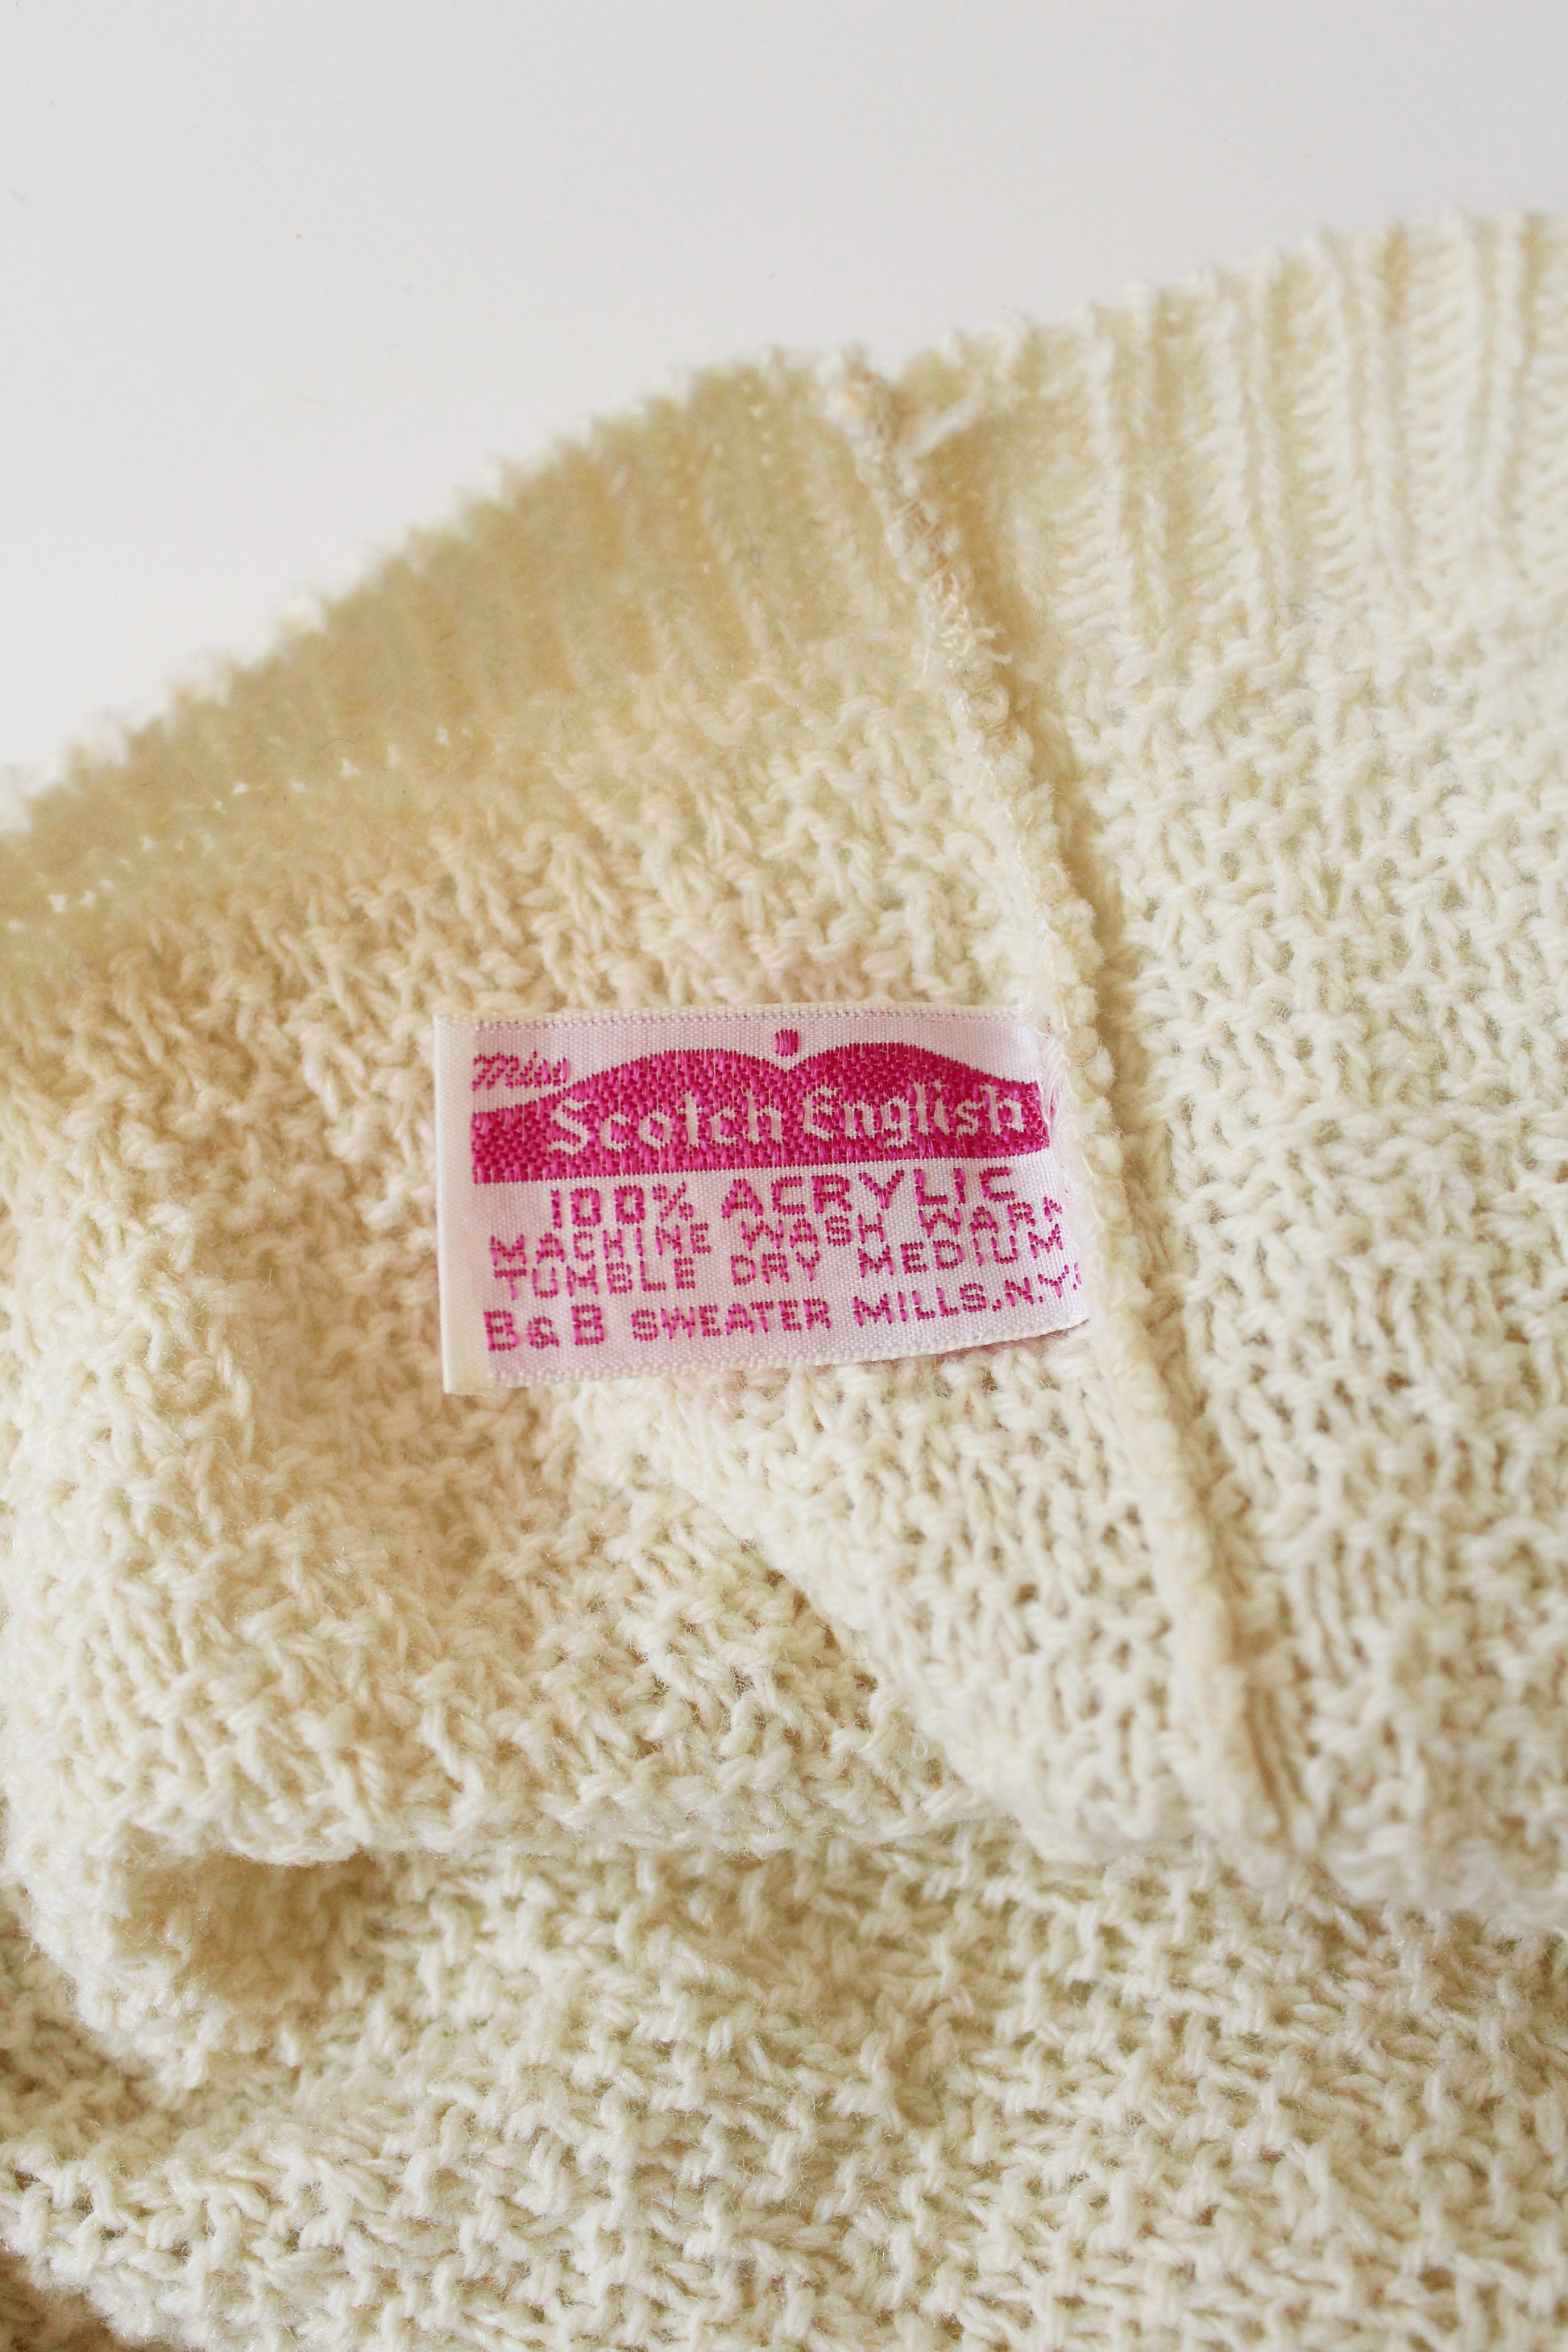 Miss
Scotch English
100% ACRYLIC
MACHINE WASH WARM
TUMBLE DRY MEDIUM
B&B SWEATER MILLS, N.Y.